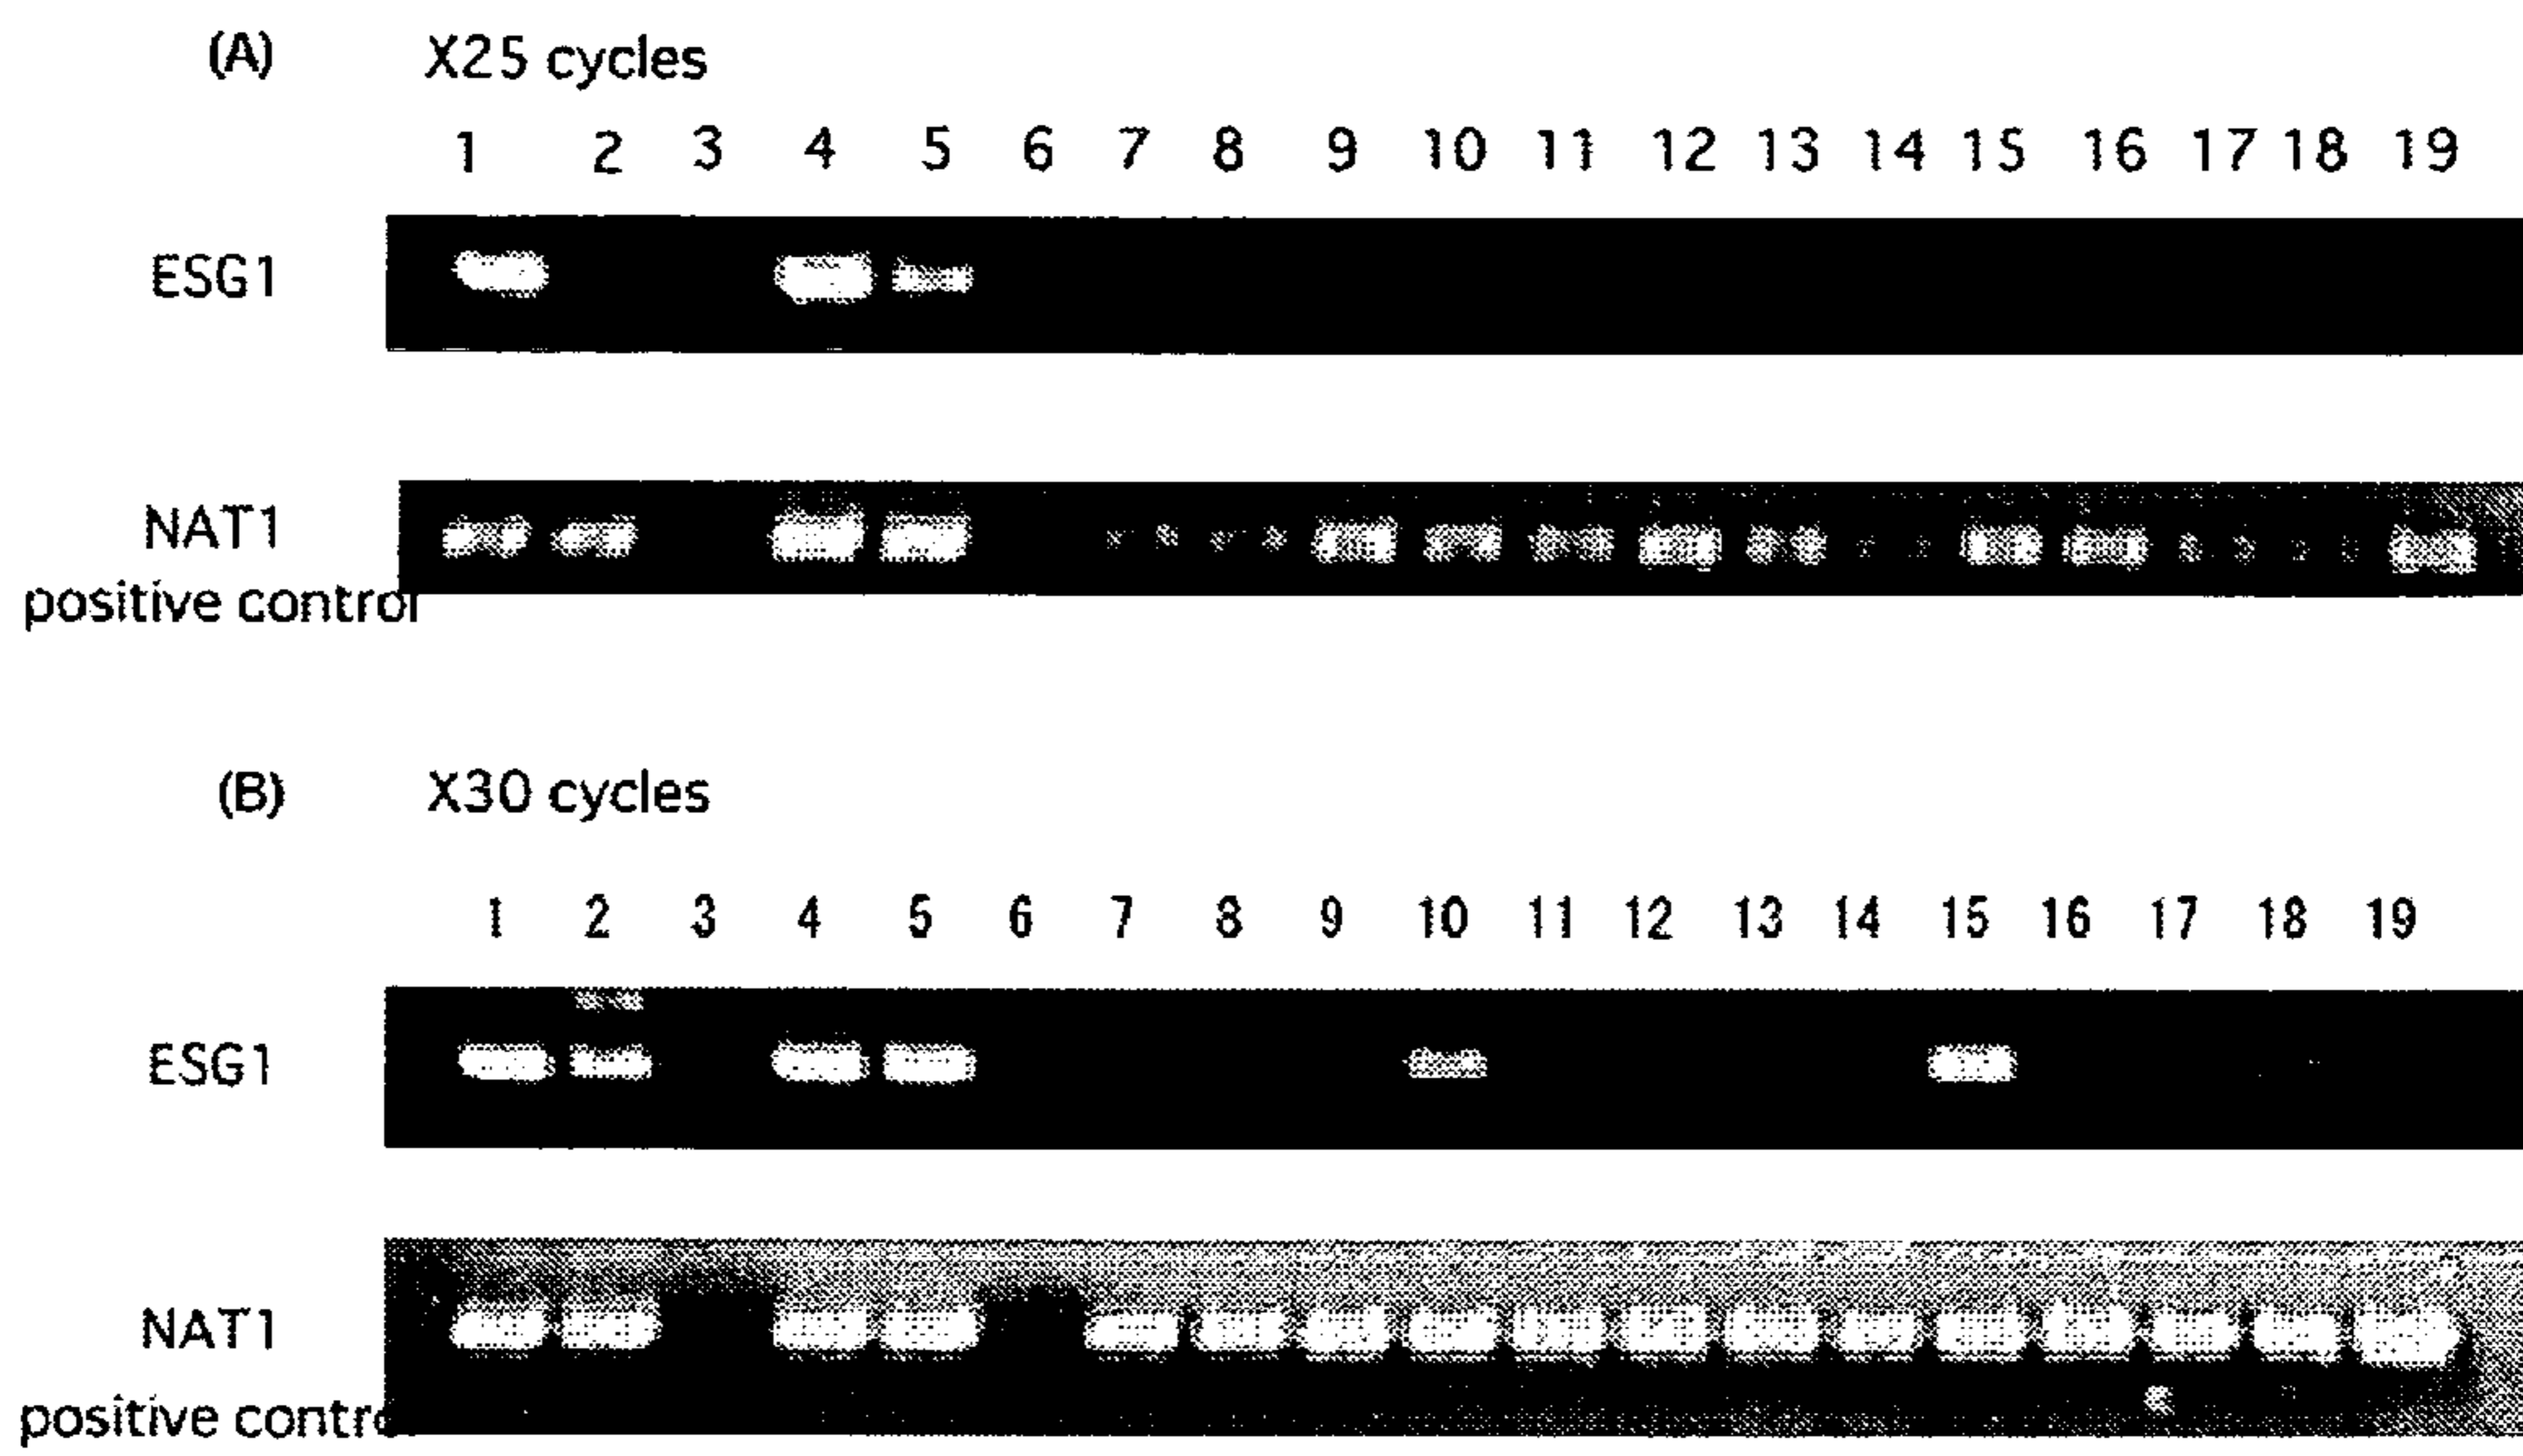 (A) X25 cycles
1 2 3 4 5 6 7 8 9 10 11 12 13 14 15 16 17 18 19
ESG1
NAT1
positive control
(B) X30 cycles
1 2 3 4 5 6 7 8 9 10 11 12 13 14 15 16 17 18 19
ESG1
NAT1
positive contro